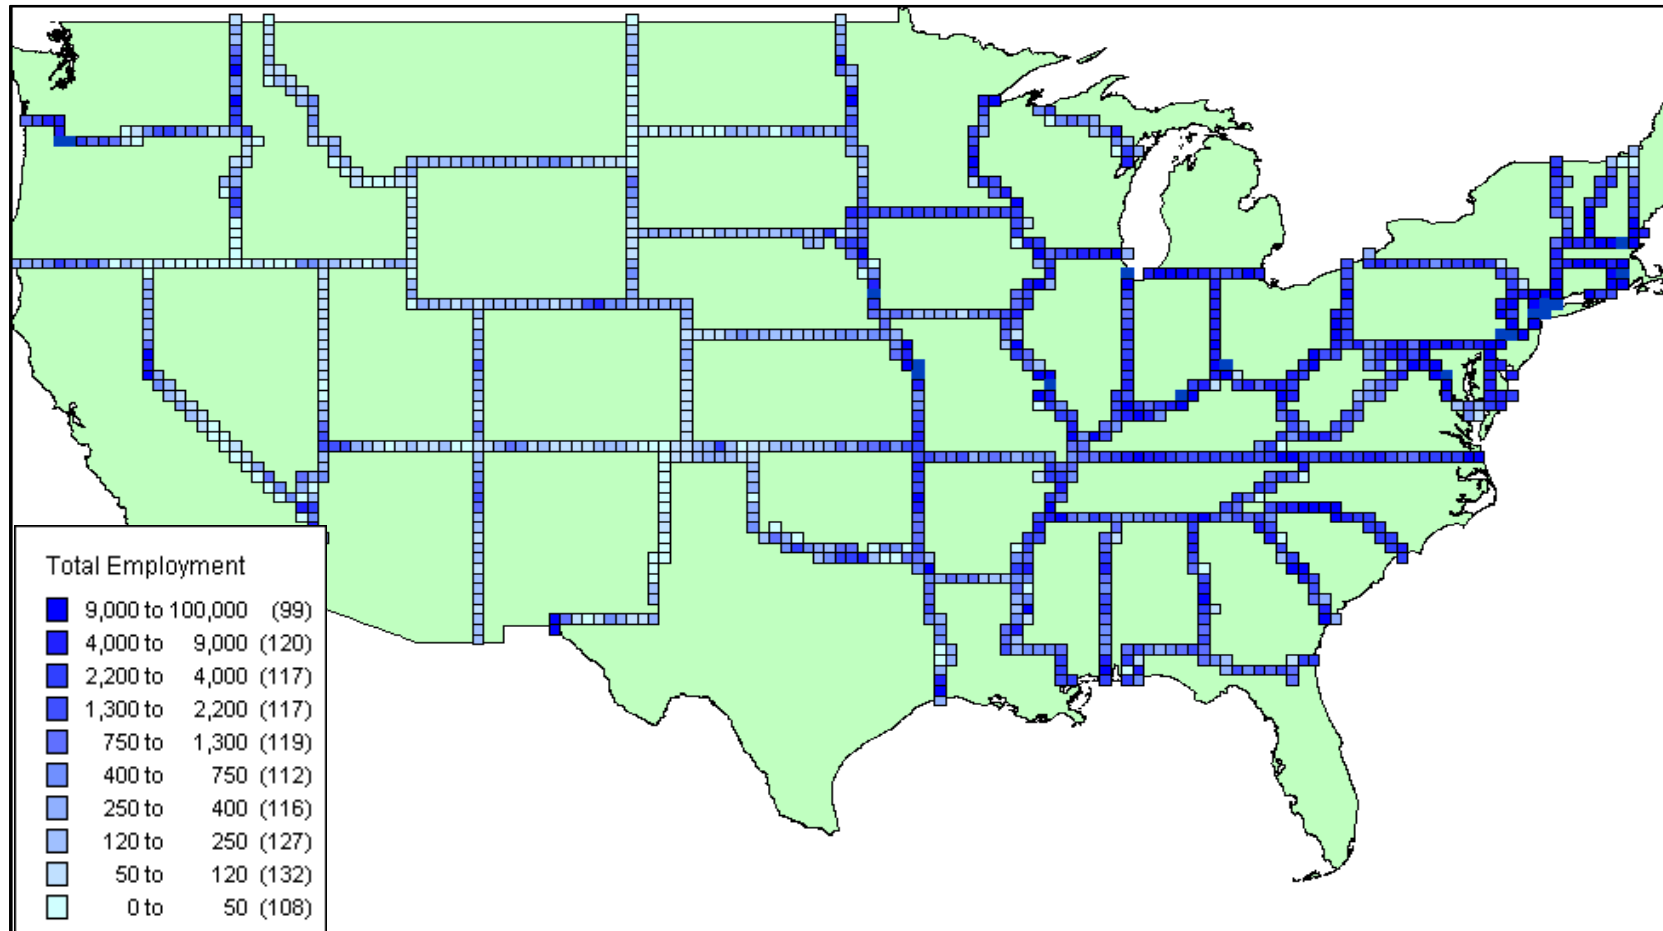 Total Employment
9,000 to 100,000 (99)
4,000 to 9,000 (120)
2,200 to 4,000 (117)
1,300 to 2,200 (117)
750 to 1,300 (119)
400 to 750 (112)
250 to 400 (116)
120 to 250 (127)
50 to 120 (132)
0 to 50 (108)